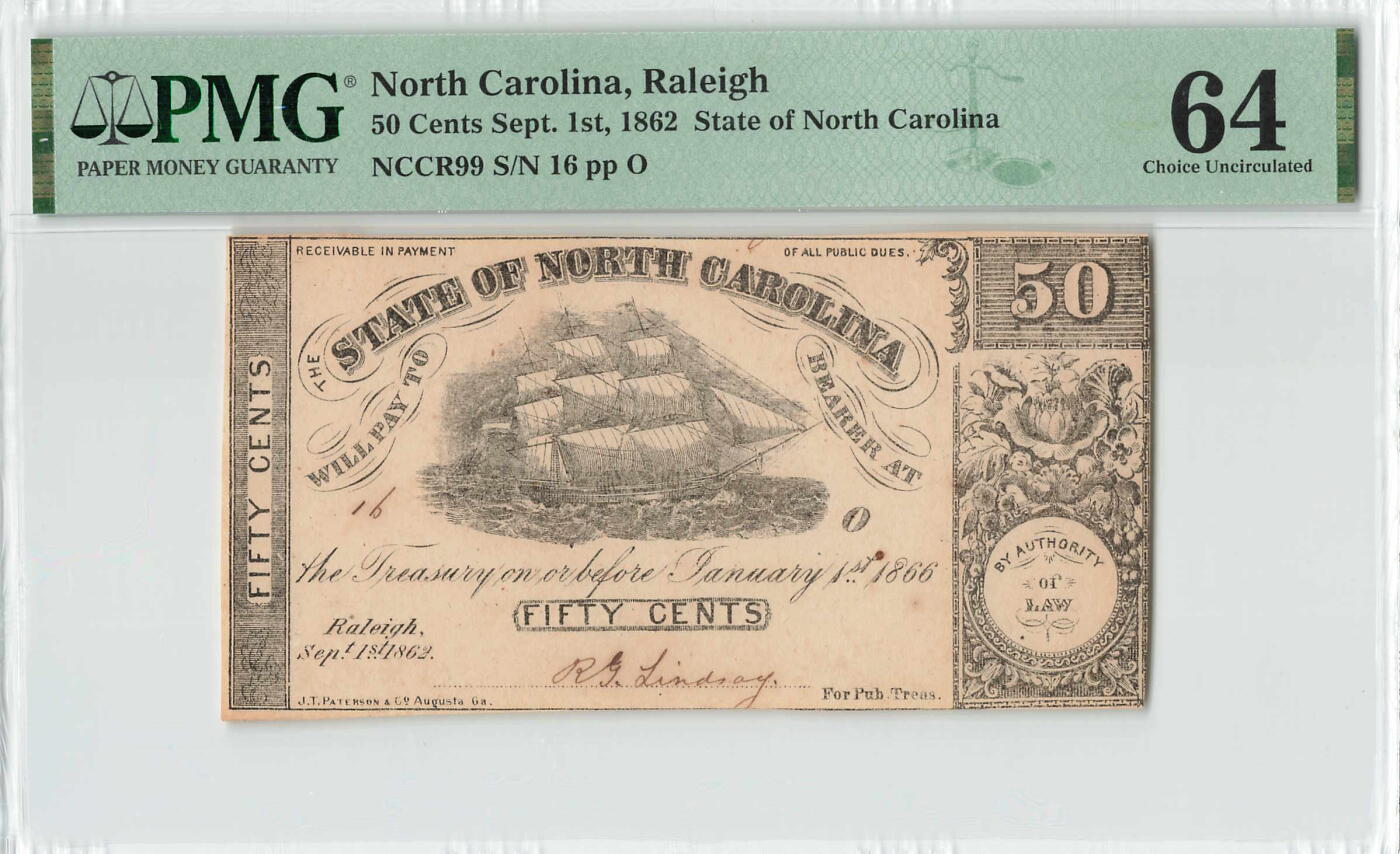 PMG®
PAPER MONEY GUARANTY
North Carolina, Raleigh
50 Cents Sept. 1st, 1862 State of North Carolina
NCCR99 S/N 16 pp O
64
Choice Uncirculated
RECEIVABLE IN PAYMENT OF ALL PUBLIC DUES.
50
THE STATE OF NORTH CAROLINA
WILL PAY TO BEARER AT
FIFTY CENTS
16
O
the Treasury on or before January 1st 1866
FIFTY CENTS
BY AUTHORITY
of
LAW
Raleigh,
Sept 1st 1862.
R.G. Lindsay.
For Pub. Treas.
J.T. PATERSON & Co Augusta Ga.